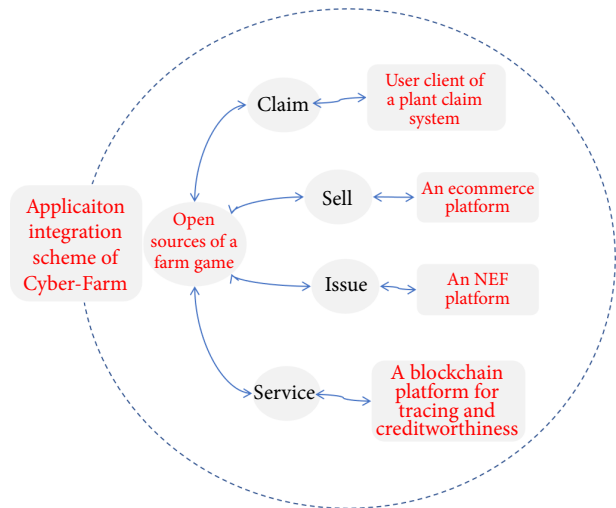 Applicaiton
integration
scheme of
Cyber-Farm
Open
sources of a
farm game
Claim
User client of
a plant claim
system
Sell
An ecommerce
platform
Issue
An NEF
platform
Service
A blockchain
platform for
tracing and
creditworthiness